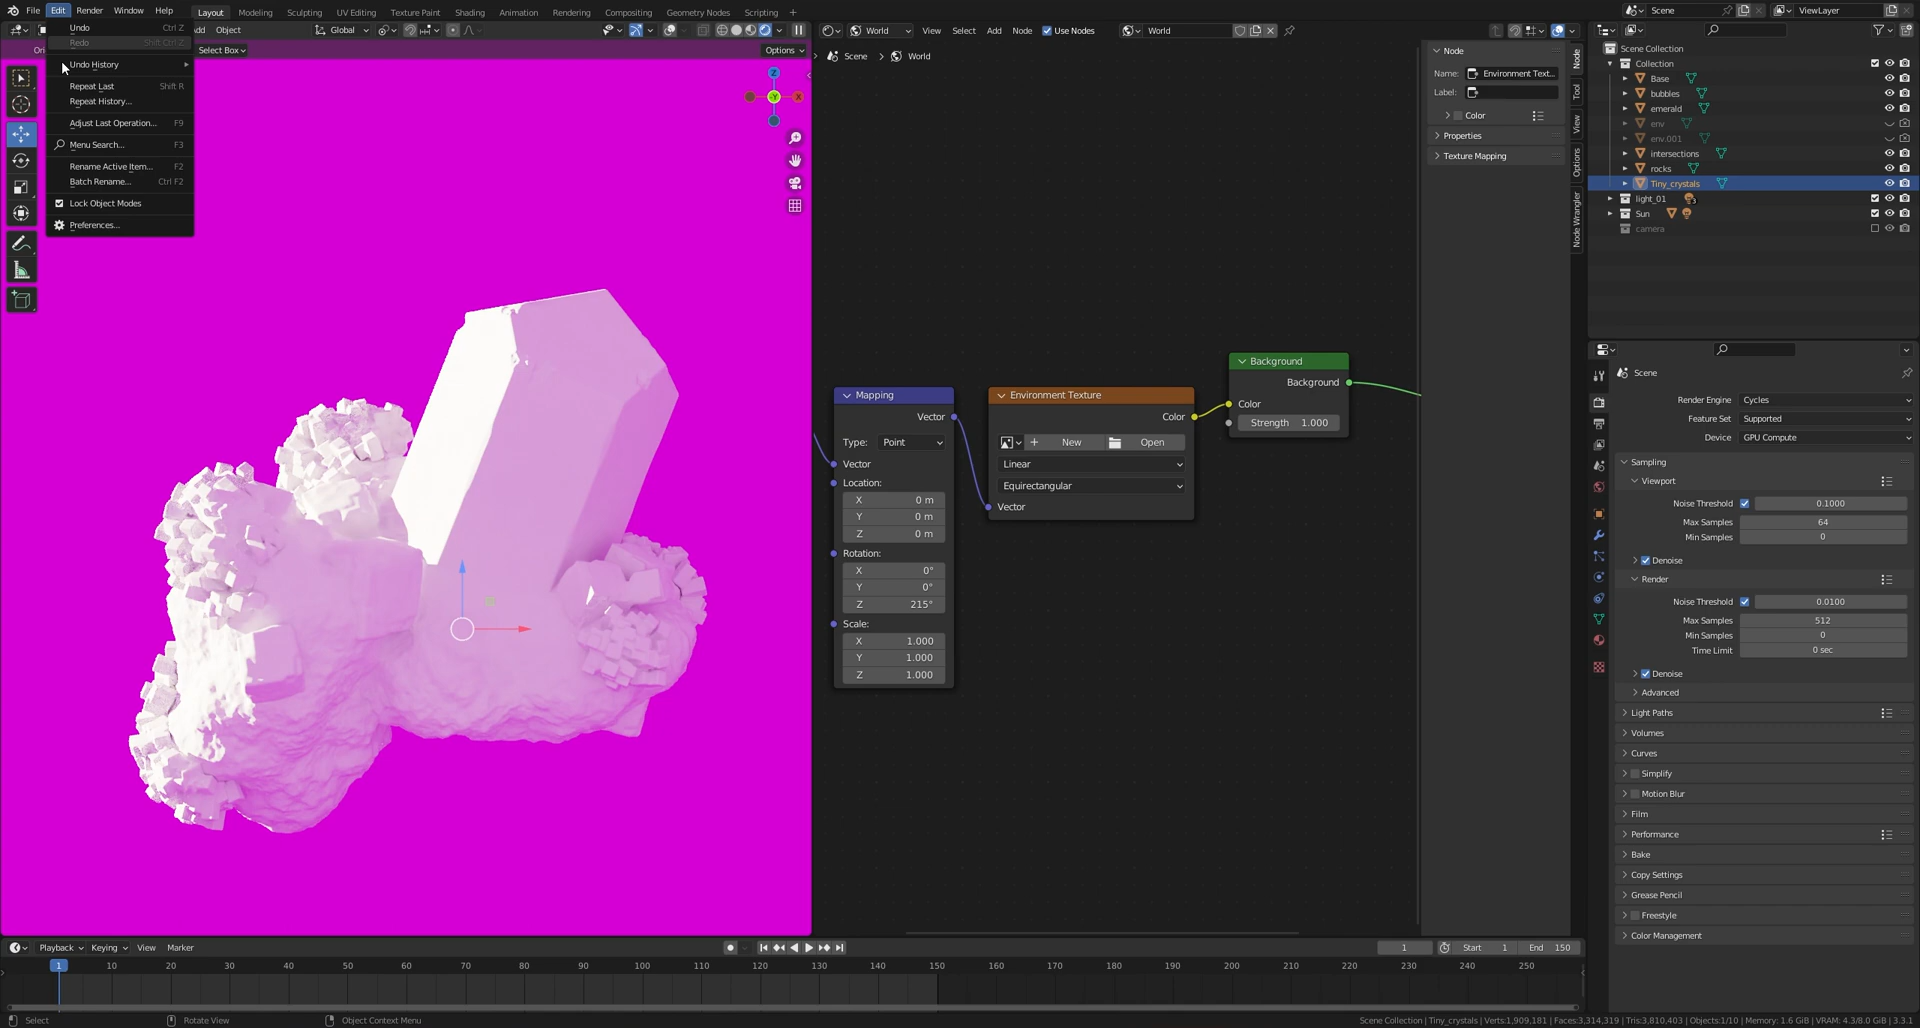 File Edit Render Window Help Layout Modeling Sculpting UV Editing Texture Paint Shading Animation Rendering Compositing Geometry Nodes Scripting + Scene ViewLayer
Undo Ctrl Z
Redo Shift Ctrl Z
Undo History
Repeat Last Shift R
Repeat History...
Adjust Last Operation... F9
Menu Search... F3
Rename Active Item... F2
Batch Rename... Ctrl F2
Lock Object Modes
Preferences...
Add Object Global
Ori Select Box Options
Z
Y X
World View Select Add Node Use Nodes World
Scene World
Mapping
Vector
Type: Point
Vector
Location:
X 0 m
Y 0 m
Z 0 m
Rotation:
X 0°
Y 0°
Z 215°
Scale:
X 1.000
Y 1.000
Z 1.000
Environment Texture
Color
New Open
Linear
Equirectangular
Vector
Background
Background
Color
Strength 1.000
Node
Name: Environment Text...
Label:
Color
Properties
Texture Mapping
Node
Tool
View
Options
Node Wrangler
Scene Collection
Collection
Base
bubbles
emerald
env
env.001
intersections
rocks
Tiny_crystals
light_01 3
Sun
camera
Scene
Render Engine Cycles
Feature Set Supported
Device GPU Compute
Sampling
Viewport
Noise Threshold 0.1000
Max Samples 64
Min Samples 0
Denoise
Render
Noise Threshold 0.0100
Max Samples 512
Min Samples 0
Time Limit 0 sec
Denoise
Advanced
Light Paths
Volumes
Curves
Simplify
Motion Blur
Film
Performance
Bake
Copy Settings
Grease Pencil
Freestyle
Color Management
Playback Keying View Marker 1 Start 1 End 150
1 10 20 30 40 50 60 70 80 90 100 110 120 130 140 150 160 170 180 190 200 210 220 230 240 250
Select Rotate View Object Context Menu Scene Collection | Tiny_crystals | Verts:1,909,181 | Faces:3,314,319 | Tris:3,810,403 | Objects:1/10 | Memory: 1.6 GiB | VRAM: 4.3/8.0 GiB | 3.3.1